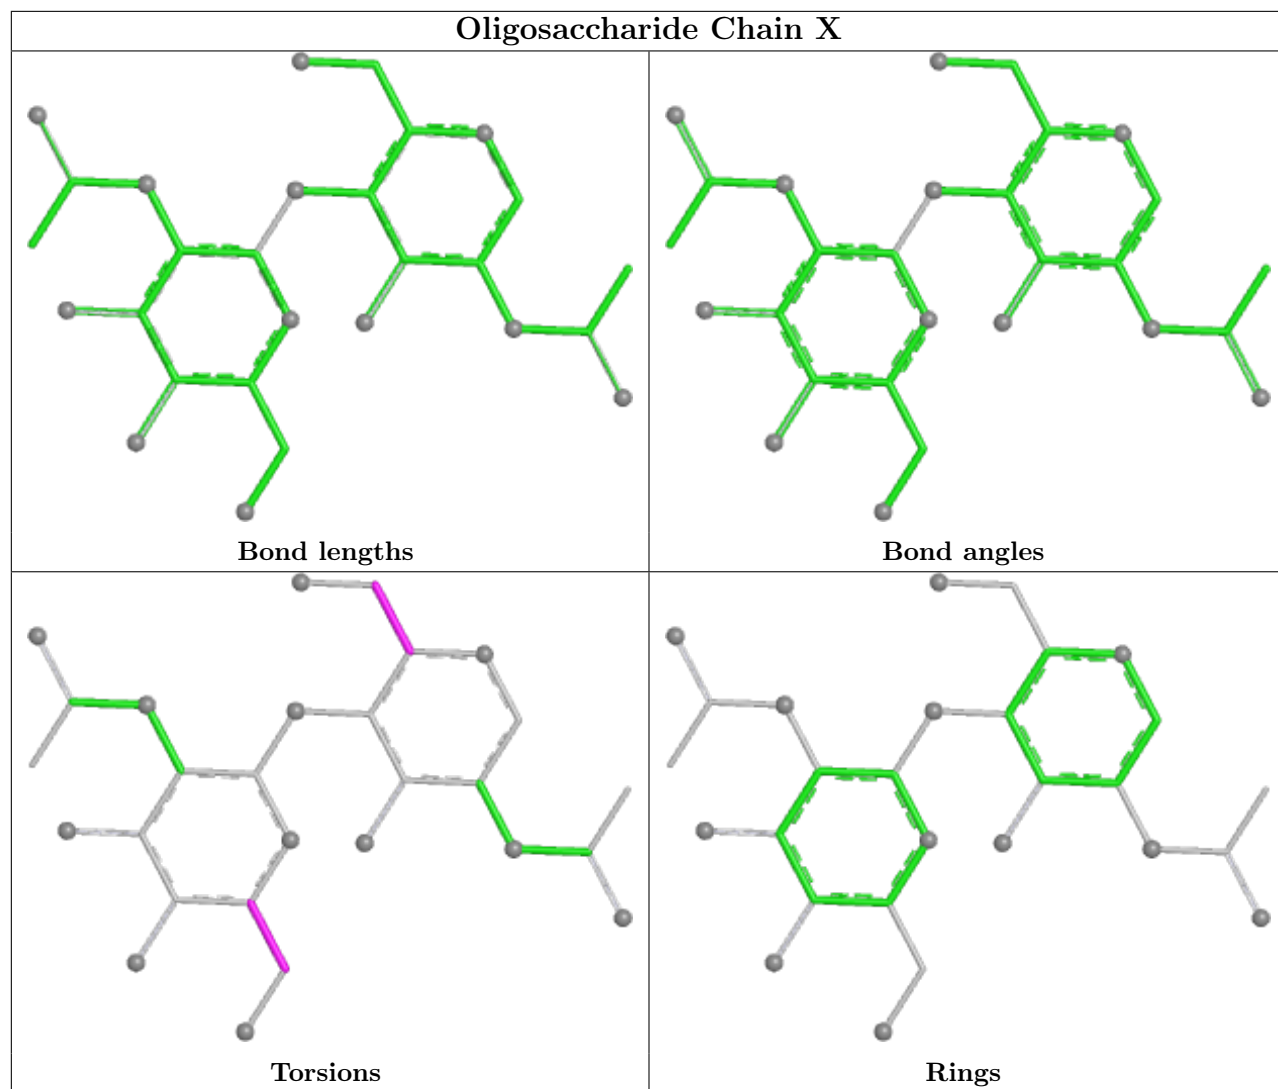 Oligosaccharide Chain X
Bond lengths
Bond angles
Torsions
Rings